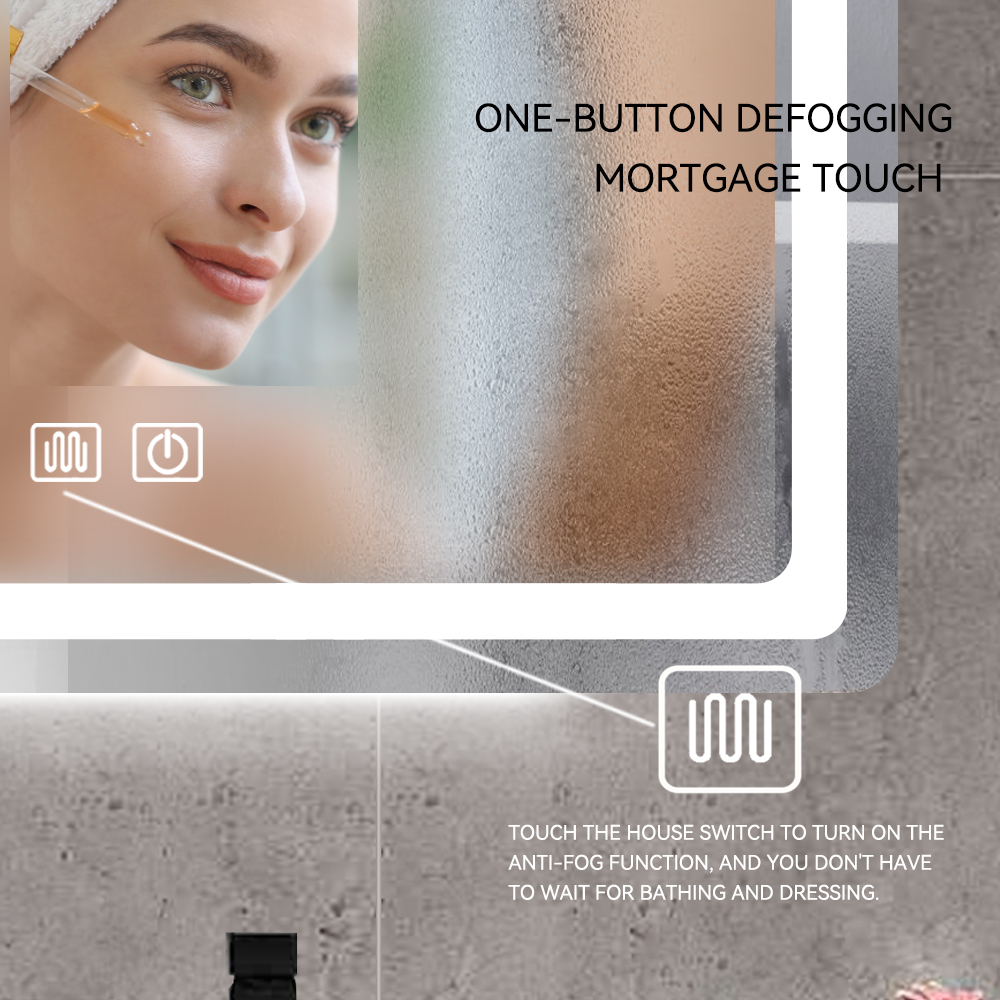 ONE-BUTTON DEFOGGING
MORTGAGE TOUCH
TOUCH THE HOUSE SWITCH TO TURN ON THE
ANTI-FOG FUNCTION, AND YOU DON'T HAVE
TO WAIT FOR BATHING AND DRESSING.